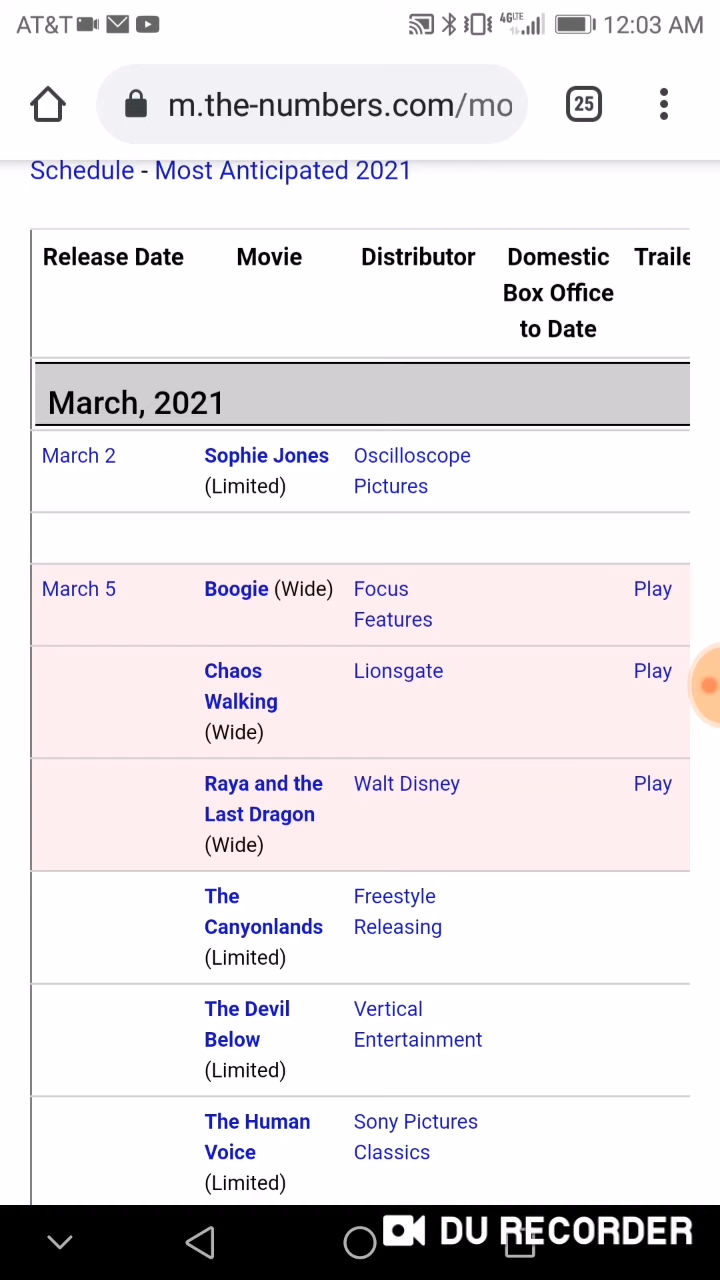 AT&T 4G LTE 12:03 AM
m.the-numbers.com/mo 25
Schedule - Most Anticipated 2021
Release Date Movie Distributor Domestic Traile
Box Office
to Date
March, 2021
March 2 Sophie Jones Oscilloscope
(Limited) Pictures
March 5 Boogie (Wide) Focus Play
Features
Chaos Lionsgate Play
Walking
(Wide)
Raya and the Walt Disney Play
Last Dragon
(Wide)
The Freestyle
Canyonlands Releasing
(Limited)
The Devil Vertical
Below Entertainment
(Limited)
The Human Sony Pictures
Voice Classics
(Limited)
DU RECORDER